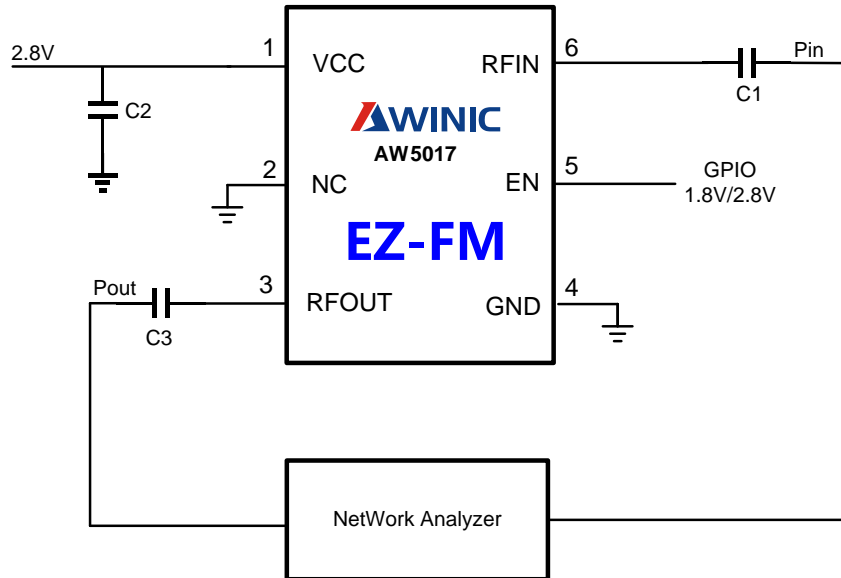 2.8V
1
VCC
C2
6
RFIN
Pin
C1
AWINIC
AW5017
2
NC
5
EN
GPIO
1.8V/2.8V
EZ-FM
Pout
3
RFOUT
C3
4
GND
NetWork Analyzer